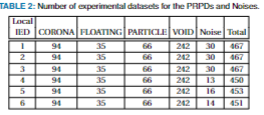 TABLE 2: Number of experimental datasets for the PRPDs and Noises.
Local IED CORONA FLOATING PARTICLE VOID Noise Total
1 94 35 66 242 30 467
2 94 35 66 242 30 467
3 94 35 66 242 30 467
4 94 35 66 242 13 450
5 94 35 66 242 16 453
6 94 35 66 242 14 451